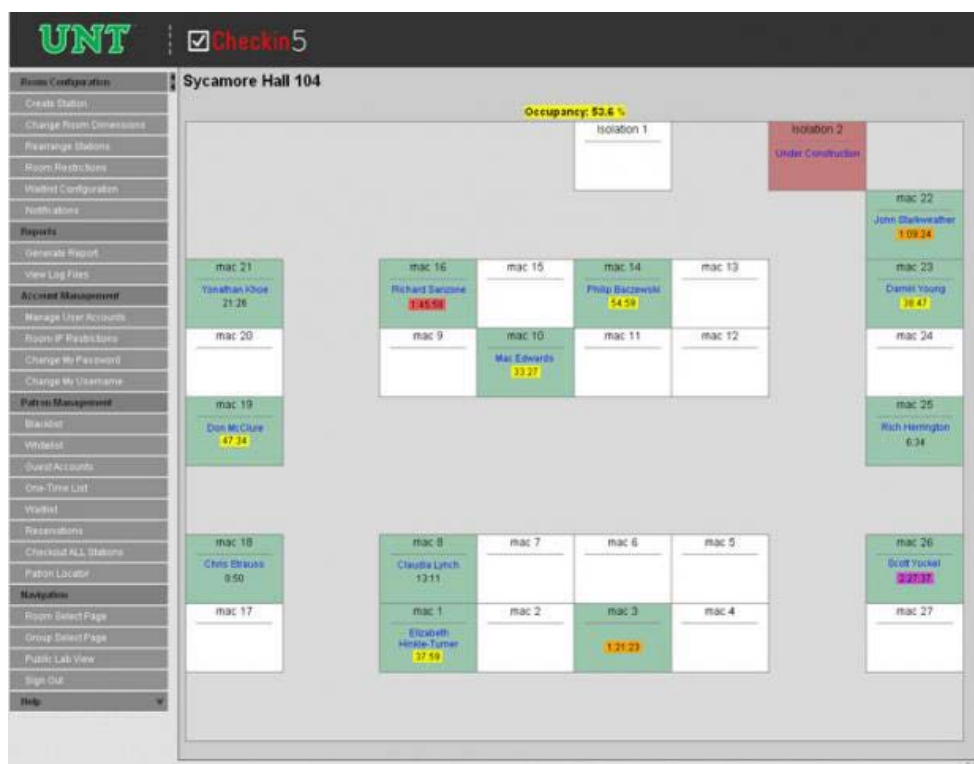 UNT
Checkin5
Room Configuration
Create Station
Change Room Dimensions
Rearrange Stations
Room Restrictions
Waitlist Configuration
Notifications
Reports
Generate Report
View Log Files
Account Management
Manage User Accounts
Room IP Restrictions
Change My Password
Change My Username
Patron Management
Blacklist
Whitelist
Guest Accounts
One-Time List
Waitlist
Reservations
Checkout ALL Stations
Patron Locator
Navigation
Room Select Page
Group Select Page
Public Lab View
Sign Out
Help
Sycamore Hall 104
Occupancy: 53.6 %
Isolation 1
Isolation 2
Under Construction
mac 22
John Starkweather
1:09:24
mac 21
Yonathan Khoe
21:26
mac 16
Richard Sanzone
1:45:58
mac 15
mac 14
Philip Baczewski
54:59
mac 13
mac 23
Darrell Young
38:47
mac 20
mac 9
mac 10
Mac Edwards
33:27
mac 11
mac 12
mac 24
mac 19
Don McClure
47:34
mac 25
Rich Herrington
6:34
mac 18
Chris Strauss
mac 8
Claudia Lynch
13:11
mac 7
mac 6
mac 5
mac 26
Scott Yockel
mac 17
mac 1
Elizabeth
Hinkle-Turner
37:59
mac 2
mac 3
1:21:23
mac 4
mac 27